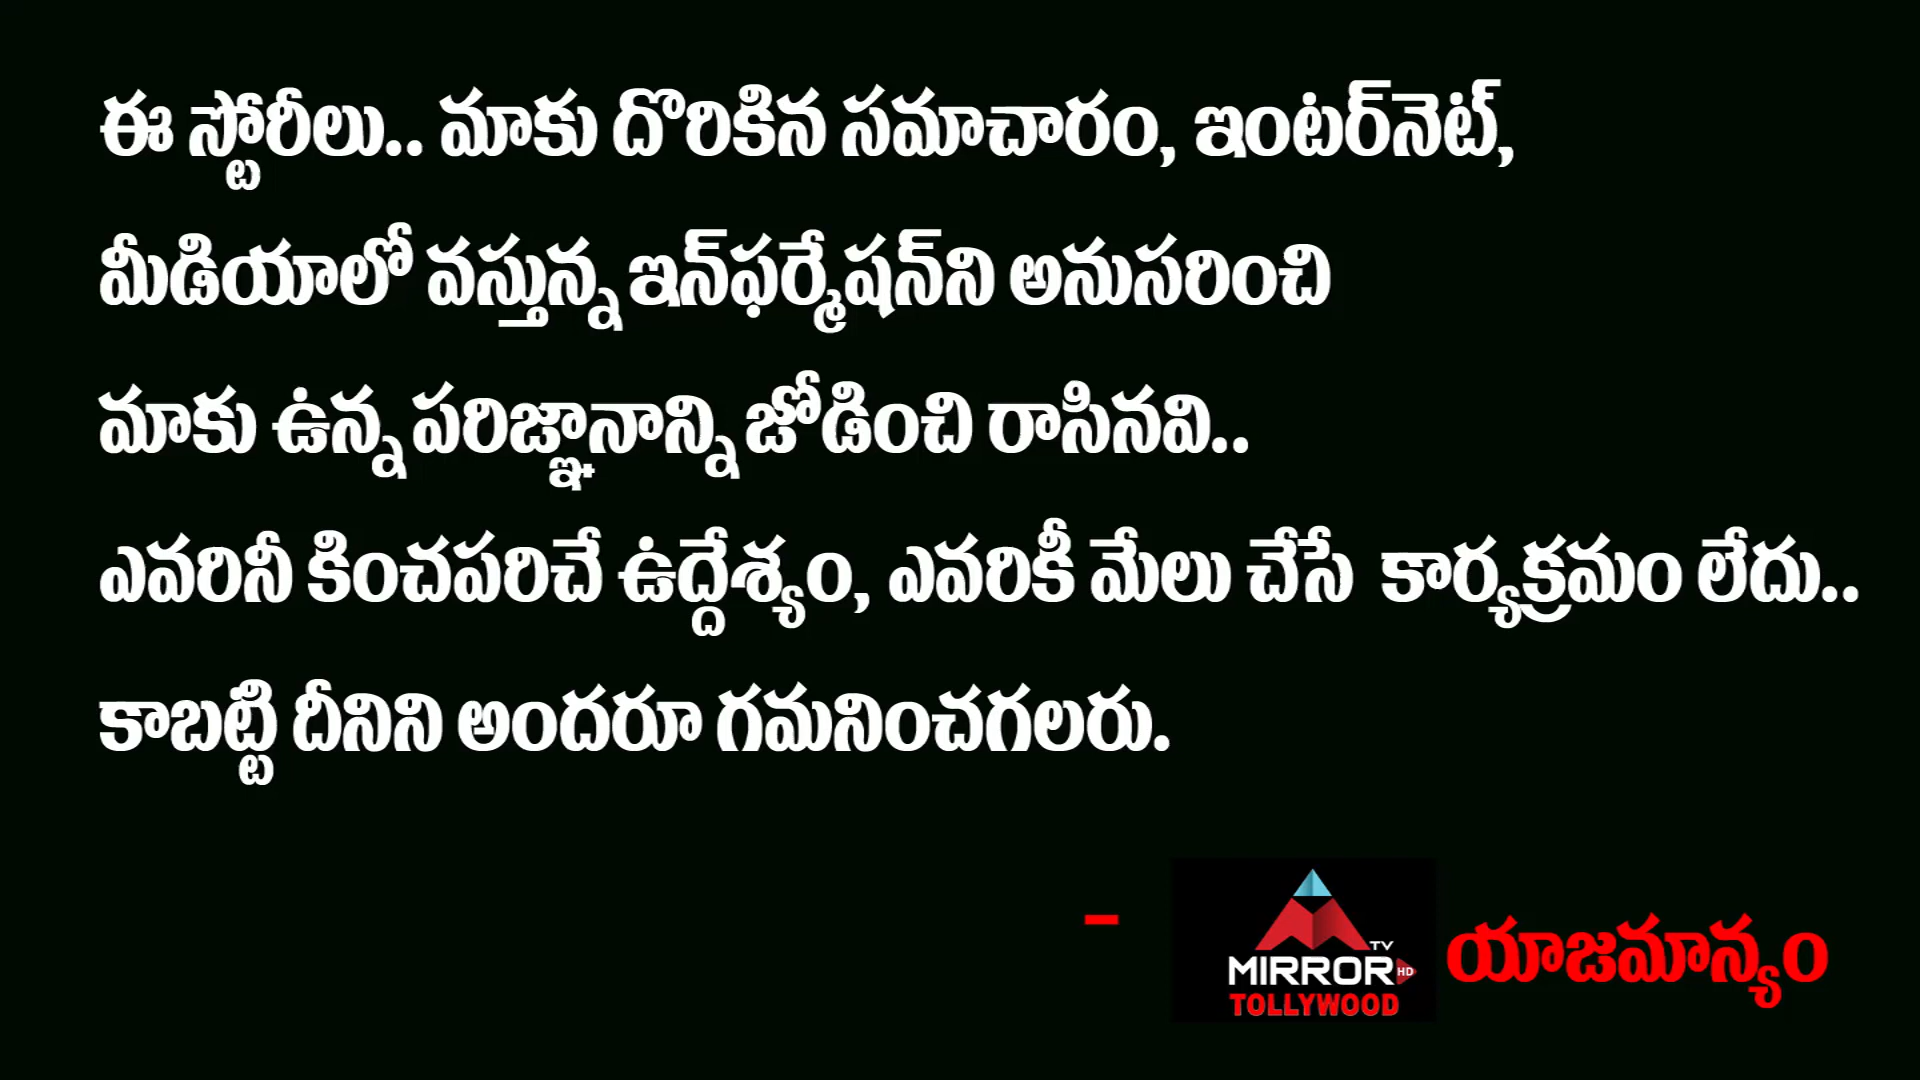 ఈ స్టోరీలు.. మాకు దొరికిన సమాచారం, ఇంటర్‌నెట్,
మీడియాలో వస్తున్న ఇన్‌ఫర్మేషన్‌ని అనుసరించి
మాకు ఉన్న పరిజ్ఞానాన్ని జోడించి రాసినవి..
ఎవరినీ కించపరిచే ఉద్దేశ్యం, ఎవరికీ మేలు చేసే కార్యక్రమం లేదు..
కాబట్టి దీనిని అందరూ గమనించగలరు.
- MIRROR TV HD TOLLYWOOD యాజమాన్యం